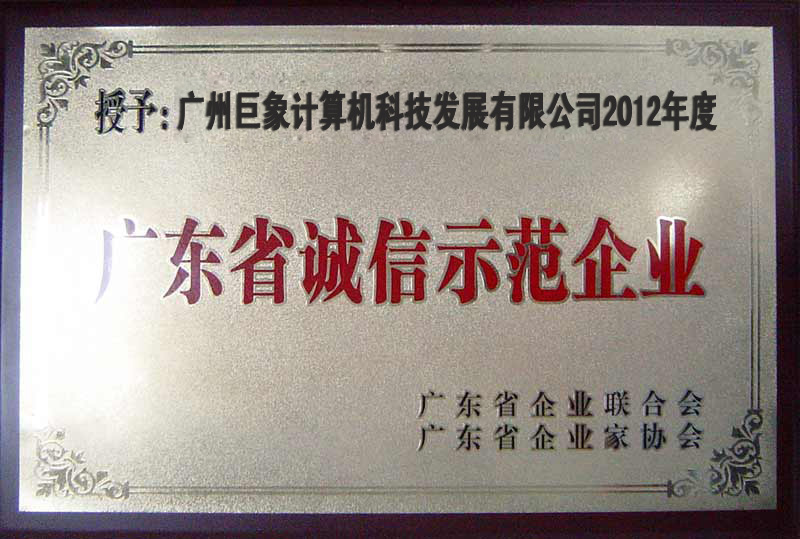 授予:广州巨象计算机科技发展有限公司2012年度
广东省诚信示范企业
广东省企业联合会
广东省企业家协会